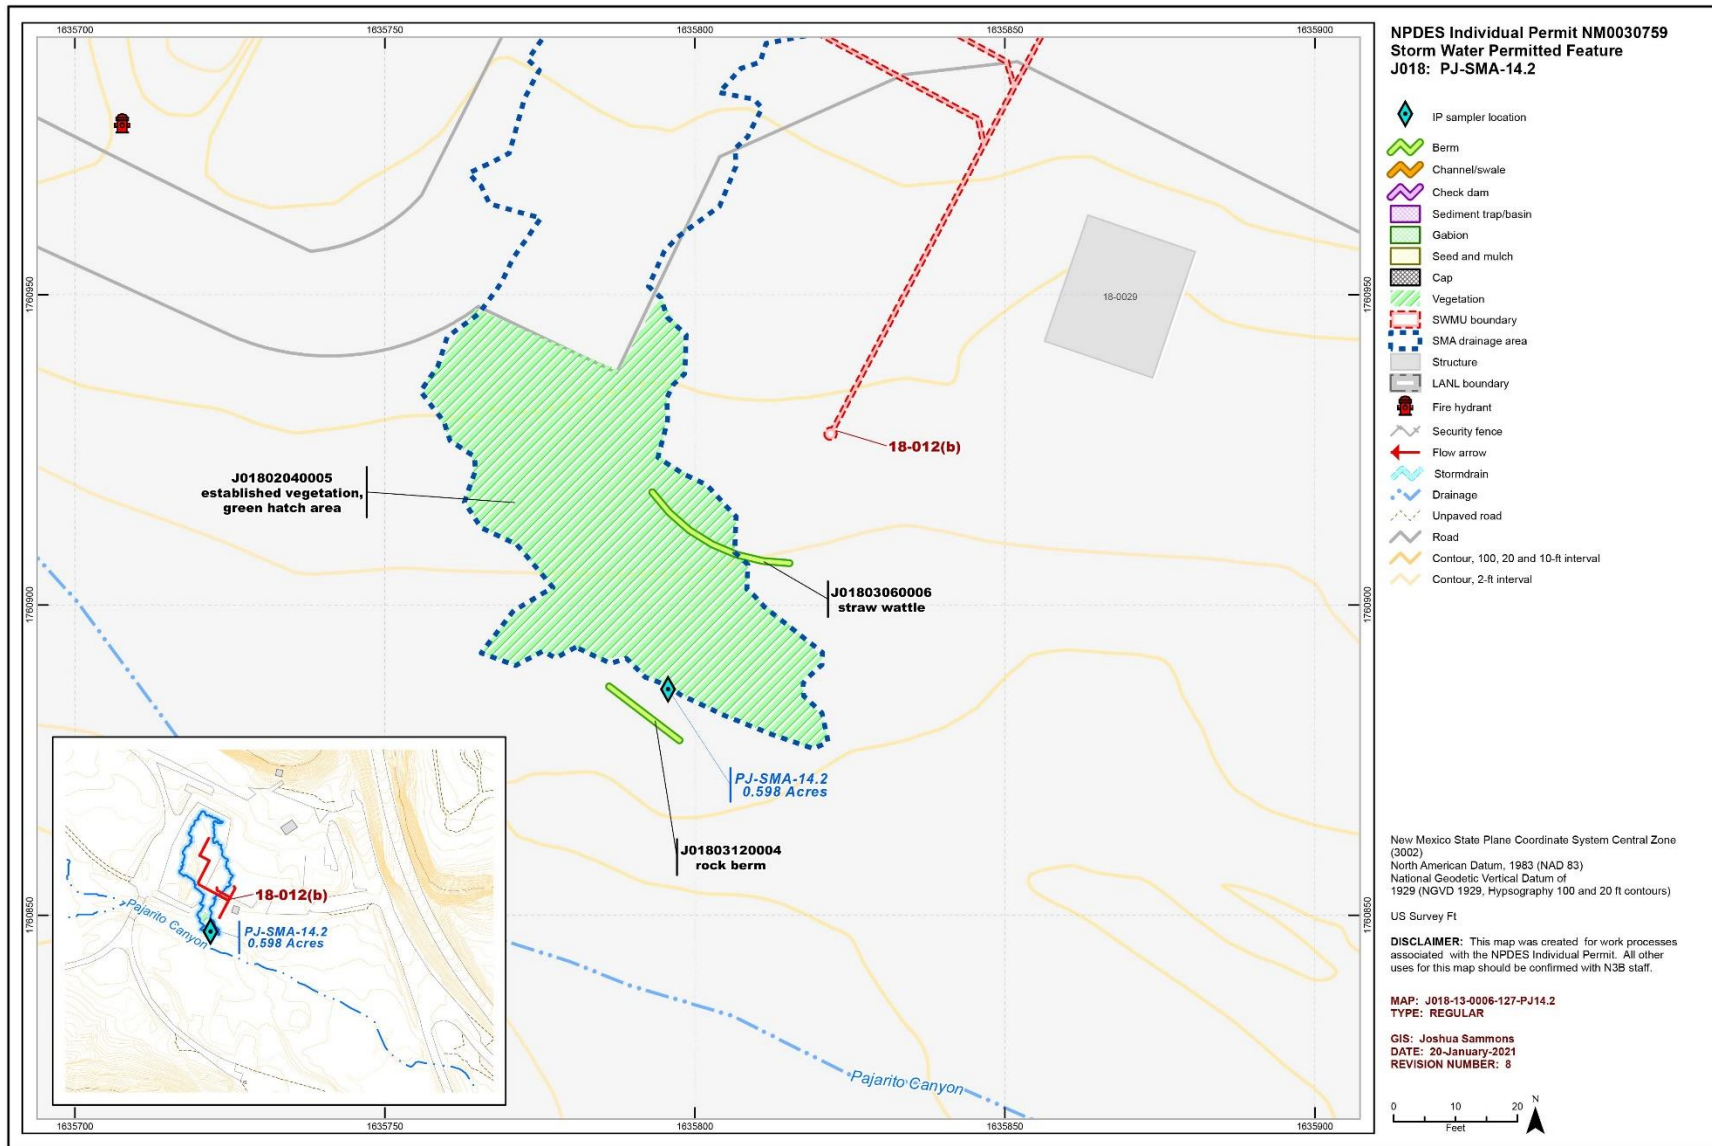 1635700
1635750
1635800
1635850
1635900
1760950
1760950
18-0029
18-012(b)
J01802040005
established vegetation,
green hatch area
J01803060006
straw wattle
1760900
1760900
PJ-SMA-14.2
0.598 Acres
J01803120004
rock berm
18-012(b)
Pajarito Canyon
PJ-SMA-14.2
0.598 Acres
1760850
1760850
Pajarito Canyon
1635700
1635750
1635800
1635850
1635900
NPDES Individual Permit NM0030759
Storm Water Permitted Feature
J018: PJ-SMA-14.2
IP sampler location
Berm
Channel/swale
Check dam
Sediment trap/basin
Gabion
Seed and mulch
Cap
Vegetation
SWMU boundary
SMA drainage area
Structure
LANL boundary
Fire hydrant
Security fence
Flow arrow
Stormdrain
Drainage
Unpaved road
Road
Contour, 100, 20 and 10-ft interval
Contour, 2-ft interval
New Mexico State Plane Coordinate System Central Zone
(3002)
North American Datum, 1983 (NAD 83)
National Geodetic Vertical Datum of
1929 (NGVD 1929, Hypsography 100 and 20 ft contours)
US Survey Ft
DISCLAIMER: This map was created for work processes
associated with the NPDES Individual Permit. All other
uses for this map should be confirmed with N3B staff.
MAP: J018-13-0006-127-PJ14.2
TYPE: REGULAR
GIS: Joshua Sammons
DATE: 20-January-2021
REVISION NUMBER: 8
0 10 20
Feet
N